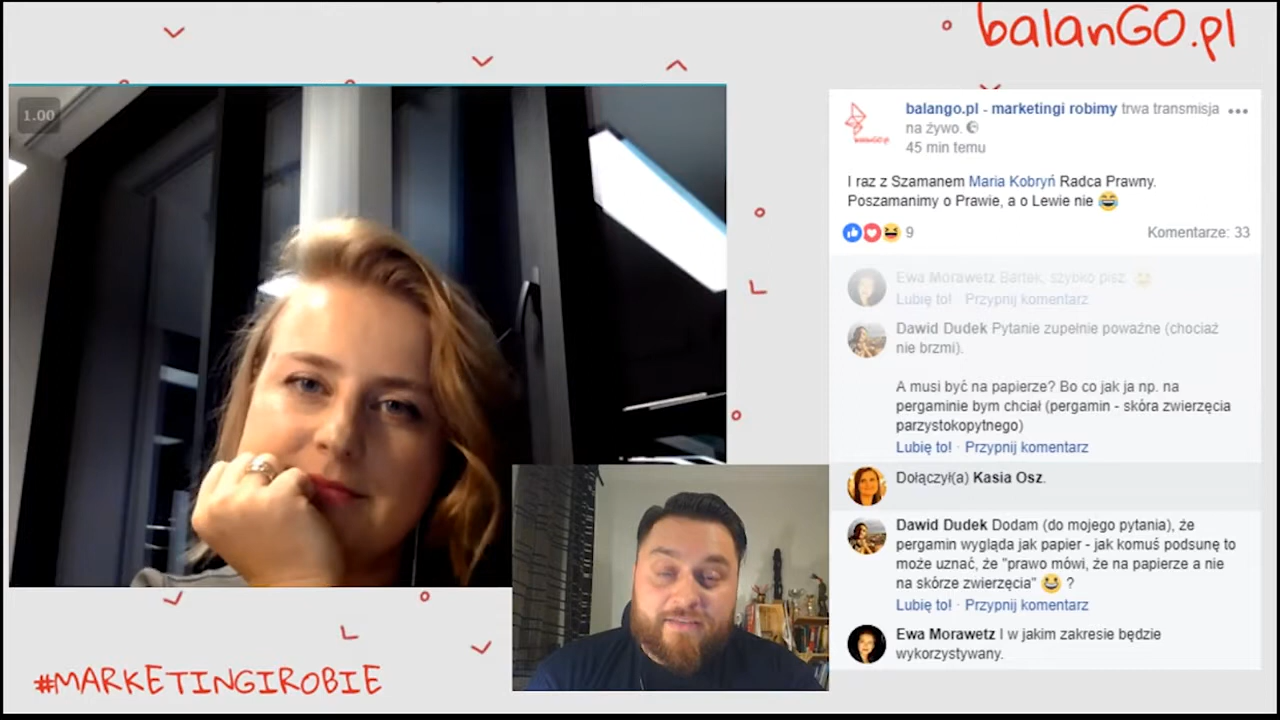 balanGO.pl
1.00
balango.pl - marketingi robimy trwa transmisja
na żywo.
45 min temu
balanGO.pl
I raz z Szamanem Maria Kobryń Radca Prawny.
Poszamanimy o Prawie, a o Lewie nie 😂
9 Komentarze: 33
Ewa Morawetz Bartek, szybko pisz.
Lubię to! · Przypnij komentarz
Dawid Dudek Pytanie zupełnie poważne (chociaż
nie brzmi).
A musi być na papierze? Bo co jak ja np. na
pergaminie bym chciał (pergamin - skóra zwierzęcia
parzystokopytnego)
Lubię to! · Przypnij komentarz
Dołączył(a) Kasia Osz.
Dawid Dudek Dodam (do mojego pytania), że
pergamin wygląda jak papier - jak komuś podsunę to
może uznać, że "prawo mówi, że na papierze a nie
na skórze zwierzęcia" 😀 ?
Lubię to! · Przypnij komentarz
Ewa Morawetz I w jakim zakresie będzie
wykorzystywany.
#MARKETINGIROBIE